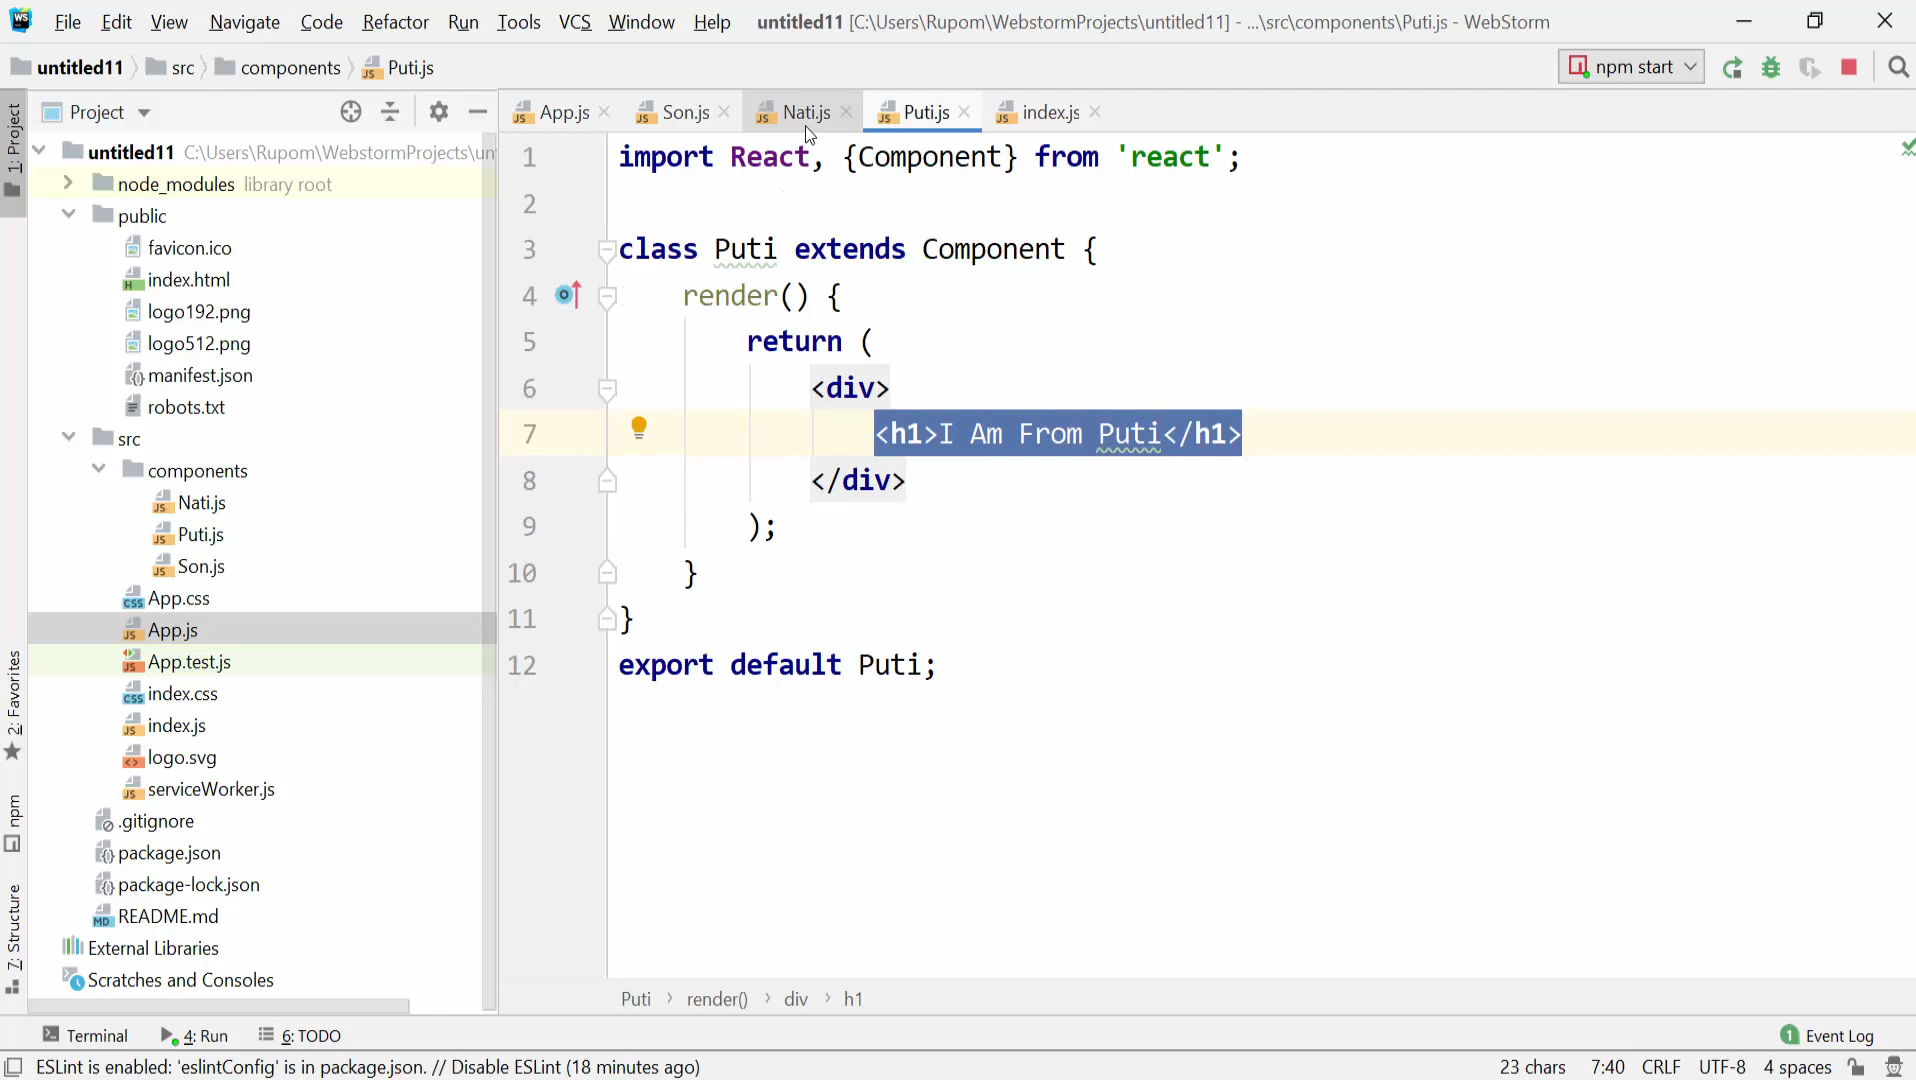 File Edit View Navigate Code Refactor Run Tools VCS Window Help untitled11 [C:\Users\Rupom\WebstormProjects\untitled11] - ...\src\components\Puti.js - WebStorm
untitled11 src components Puti.js npm start
Project
App.js Son.js Nati.js Puti.js index.js
1: Project
2: Favorites
npm
7: Structure
untitled11 C:\Users\Rupom\WebstormProjects\un
node_modules library root
public
favicon.ico
index.html
logo192.png
logo512.png
manifest.json
robots.txt
src
components
Nati.js
Puti.js
Son.js
App.css
App.js
App.test.js
index.css
index.js
logo.svg
serviceWorker.js
.gitignore
package.json
package-lock.json
README.md
External Libraries
Scratches and Consoles
1 import React, {Component} from 'react';
2
3 class Puti extends Component {
4 render() {
5 return (
6 <div>
7 <h1>I Am From Puti</h1>
8 </div>
9 );
10 }
11 }
12 export default Puti;
Puti render() div h1
Terminal 4: Run 6: TODO 1 Event Log
ESLint is enabled: 'eslintConfig' is in package.json. // Disable ESLint (18 minutes ago) 23 chars 7:40 CRLF UTF-8 4 spaces